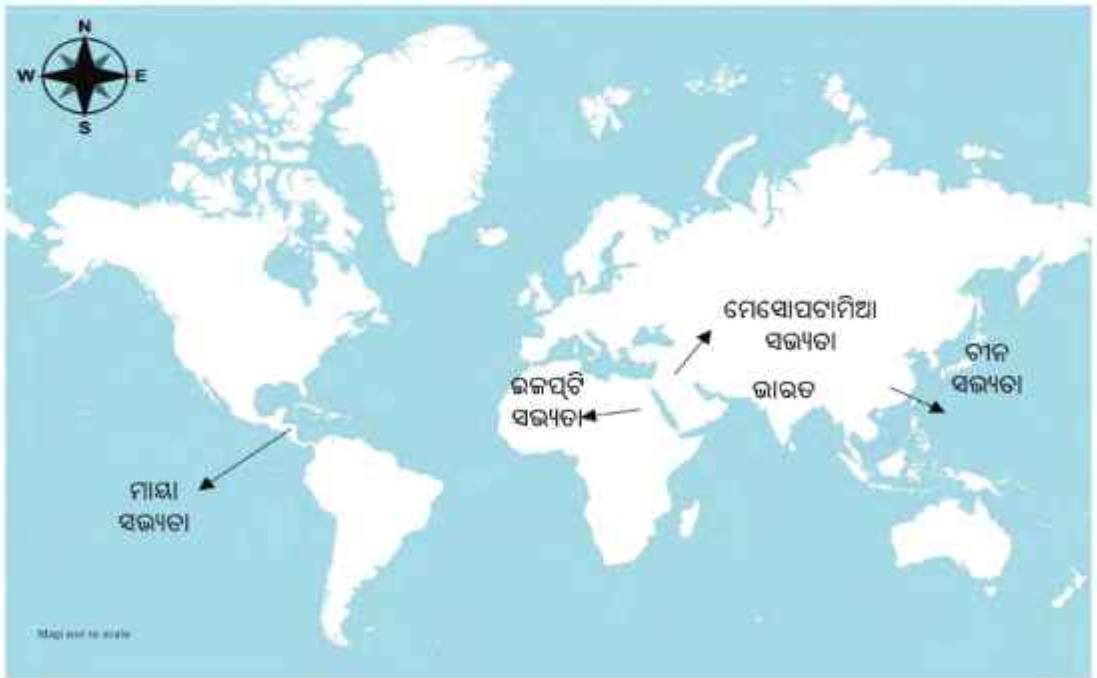 N
W E
S
ମେସୋପଟାମିଆ
ସଭ୍ୟତା
ଚୀନ
ସଭ୍ୟତା
ଇଜପ୍ଟି
ସଭ୍ୟତା
ଭାରତ
ମାୟା
ସଭ୍ୟତା
Map not to scale